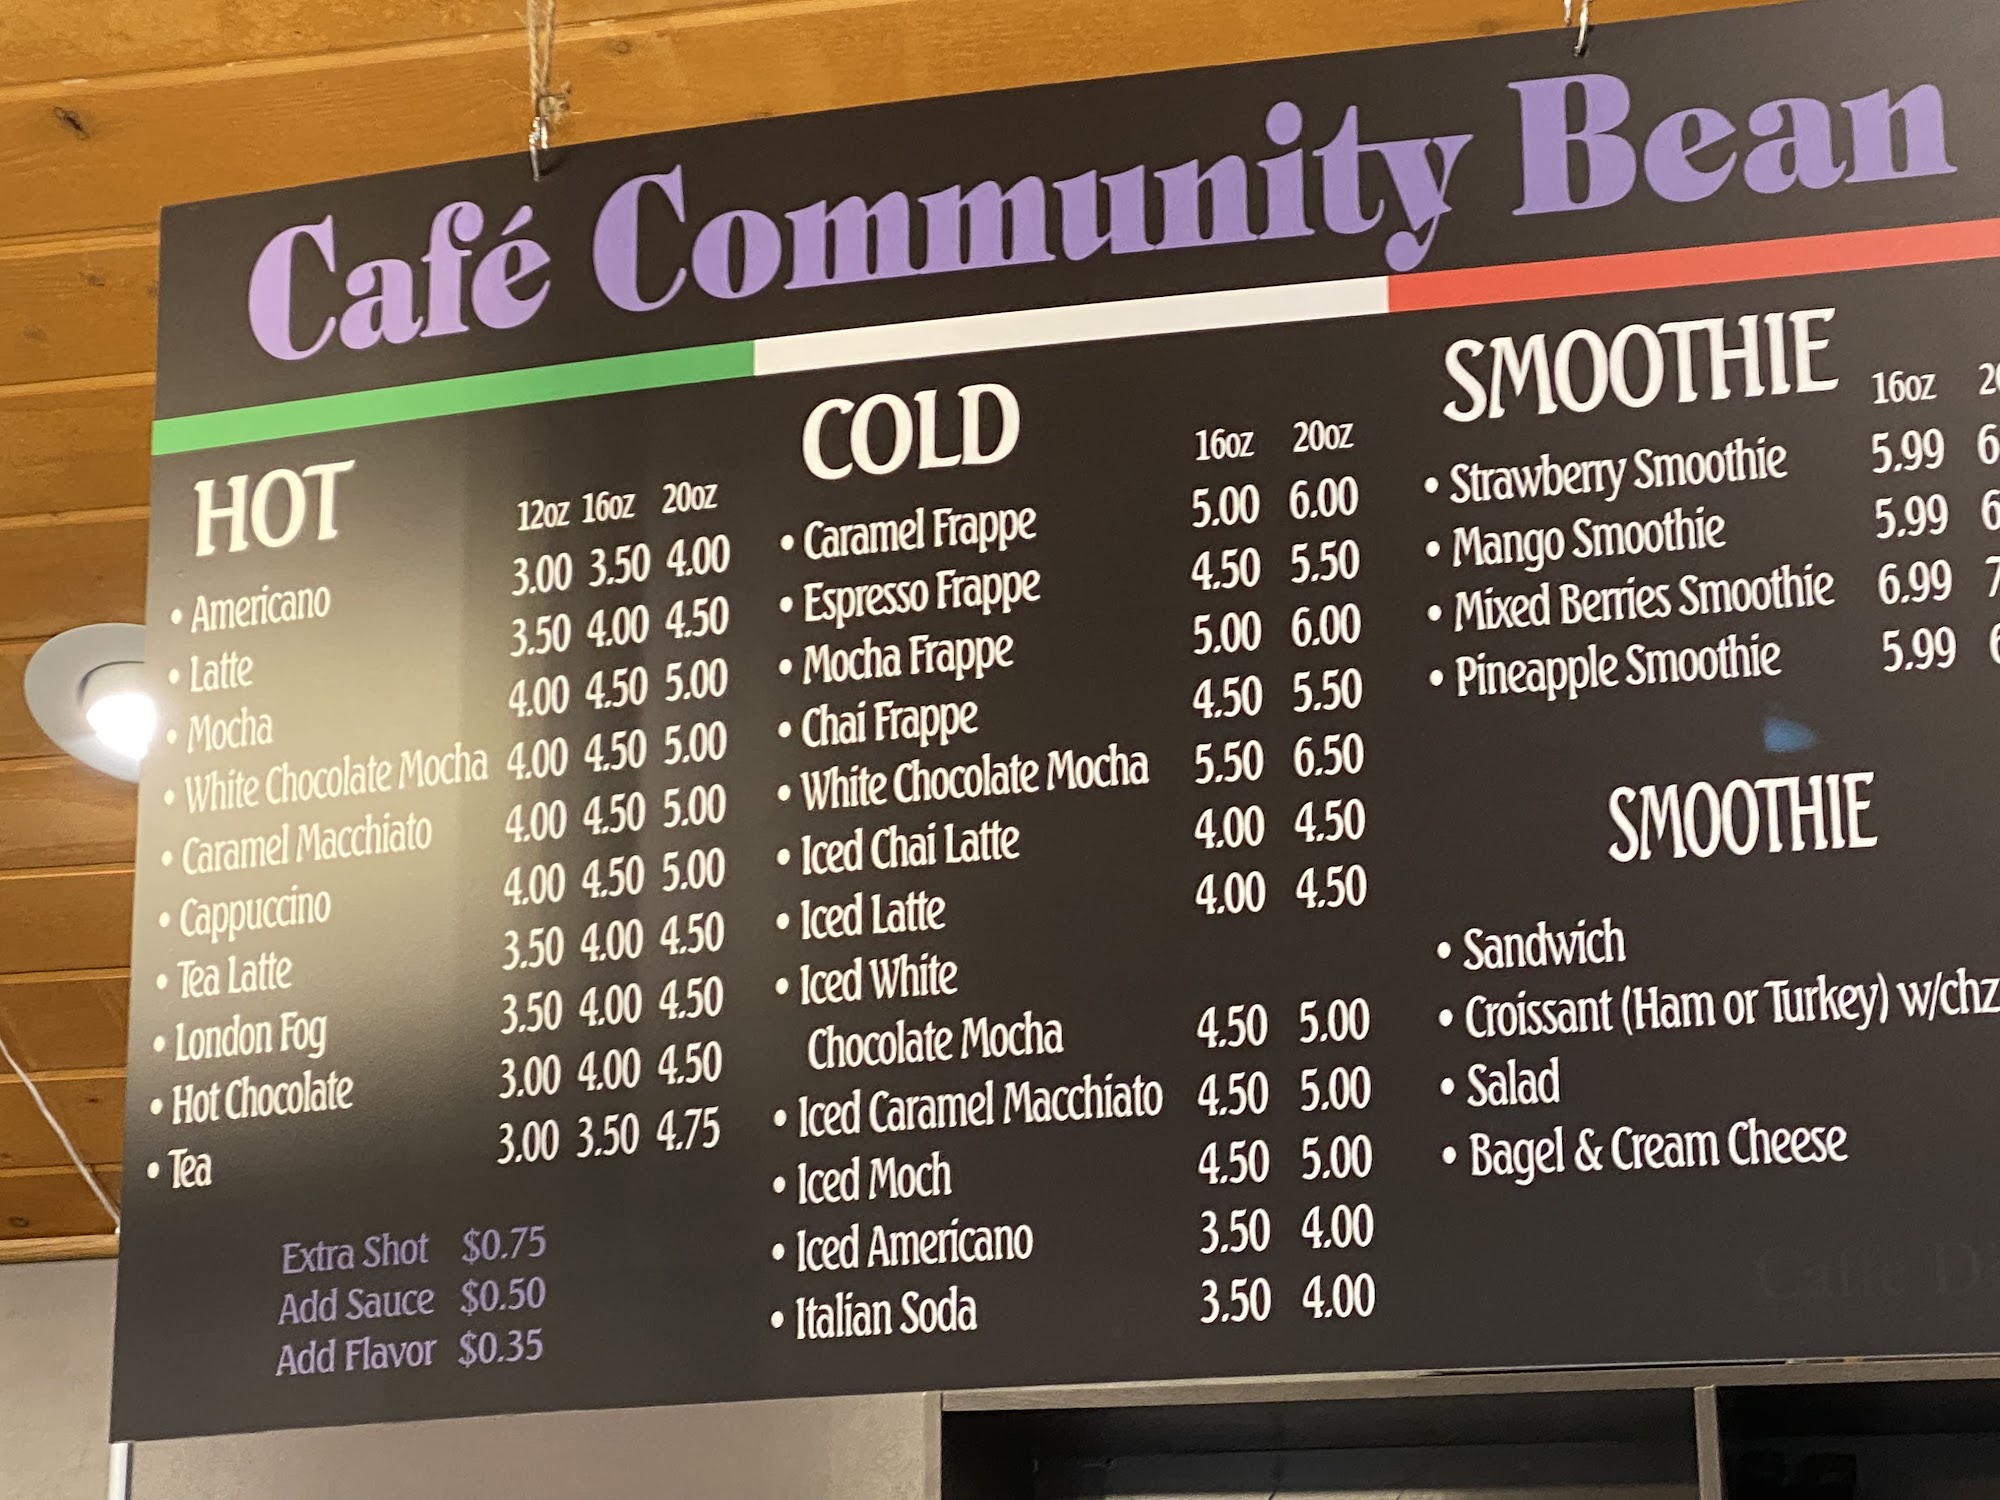 Café Community Bean
HOT
12oz 16oz 20oz
• Americano 3.00 3.50 4.00
• Latte 3.50 4.00 4.50
• Mocha 4.00 4.50 5.00
• White Chocolate Mocha 4.00 4.50 5.00
• Caramel Macchiato 4.00 4.50 5.00
• Cappuccino 4.00 4.50 5.00
• Tea Latte 3.50 4.00 4.50
• London Fog 3.50 4.00 4.50
• Hot Chocolate 3.00 4.00 4.50
• Tea 3.00 3.50 4.75
Extra Shot $0.75
Add Sauce $0.50
Add Flavor $0.35
COLD
16oz 20oz
• Caramel Frappe 5.00 6.00
• Espresso Frappe 4.50 5.50
• Mocha Frappe 5.00 6.00
• Chai Frappe 4.50 5.50
• White Chocolate Mocha 5.50 6.50
• Iced Chai Latte 4.00 4.50
• Iced Latte 4.00 4.50
• Iced White
Chocolate Mocha 4.50 5.00
• Iced Caramel Macchiato 4.50 5.00
• Iced Moch 4.50 5.00
• Iced Americano 3.50 4.00
• Italian Soda 3.50 4.00
SMOOTHIE
16oz
• Strawberry Smoothie 5.99
• Mango Smoothie 5.99
• Mixed Berries Smoothie 6.99
• Pineapple Smoothie 5.99
SMOOTHIE
• Sandwich
• Croissant (Ham or Turkey) w/chz
• Salad
• Bagel & Cream Cheese